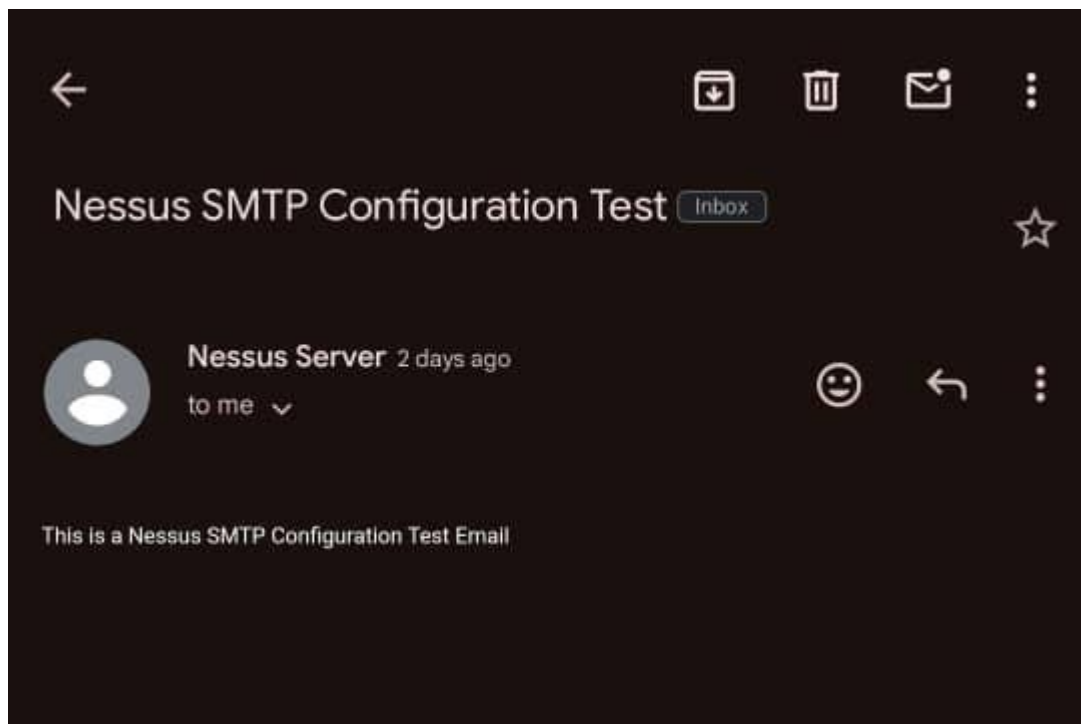 Nessus SMTP Configuration Test Inbox
Nessus Server 2 days ago
to me
This is a Nessus SMTP Configuration Test Email